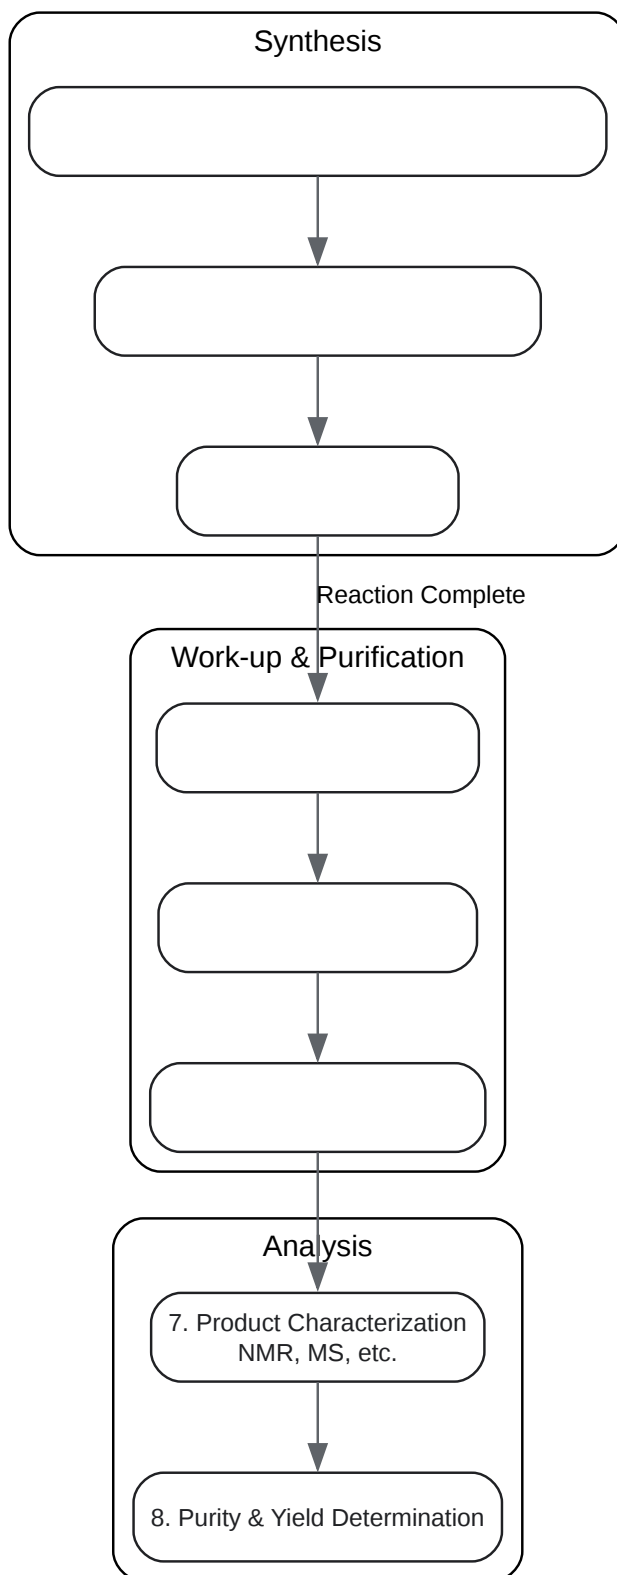 Synthesis
Reaction Complete
Work-up & Purification
Analysis
7. Product Characterization
NMR, MS, etc.
8. Purity & Yield Determination